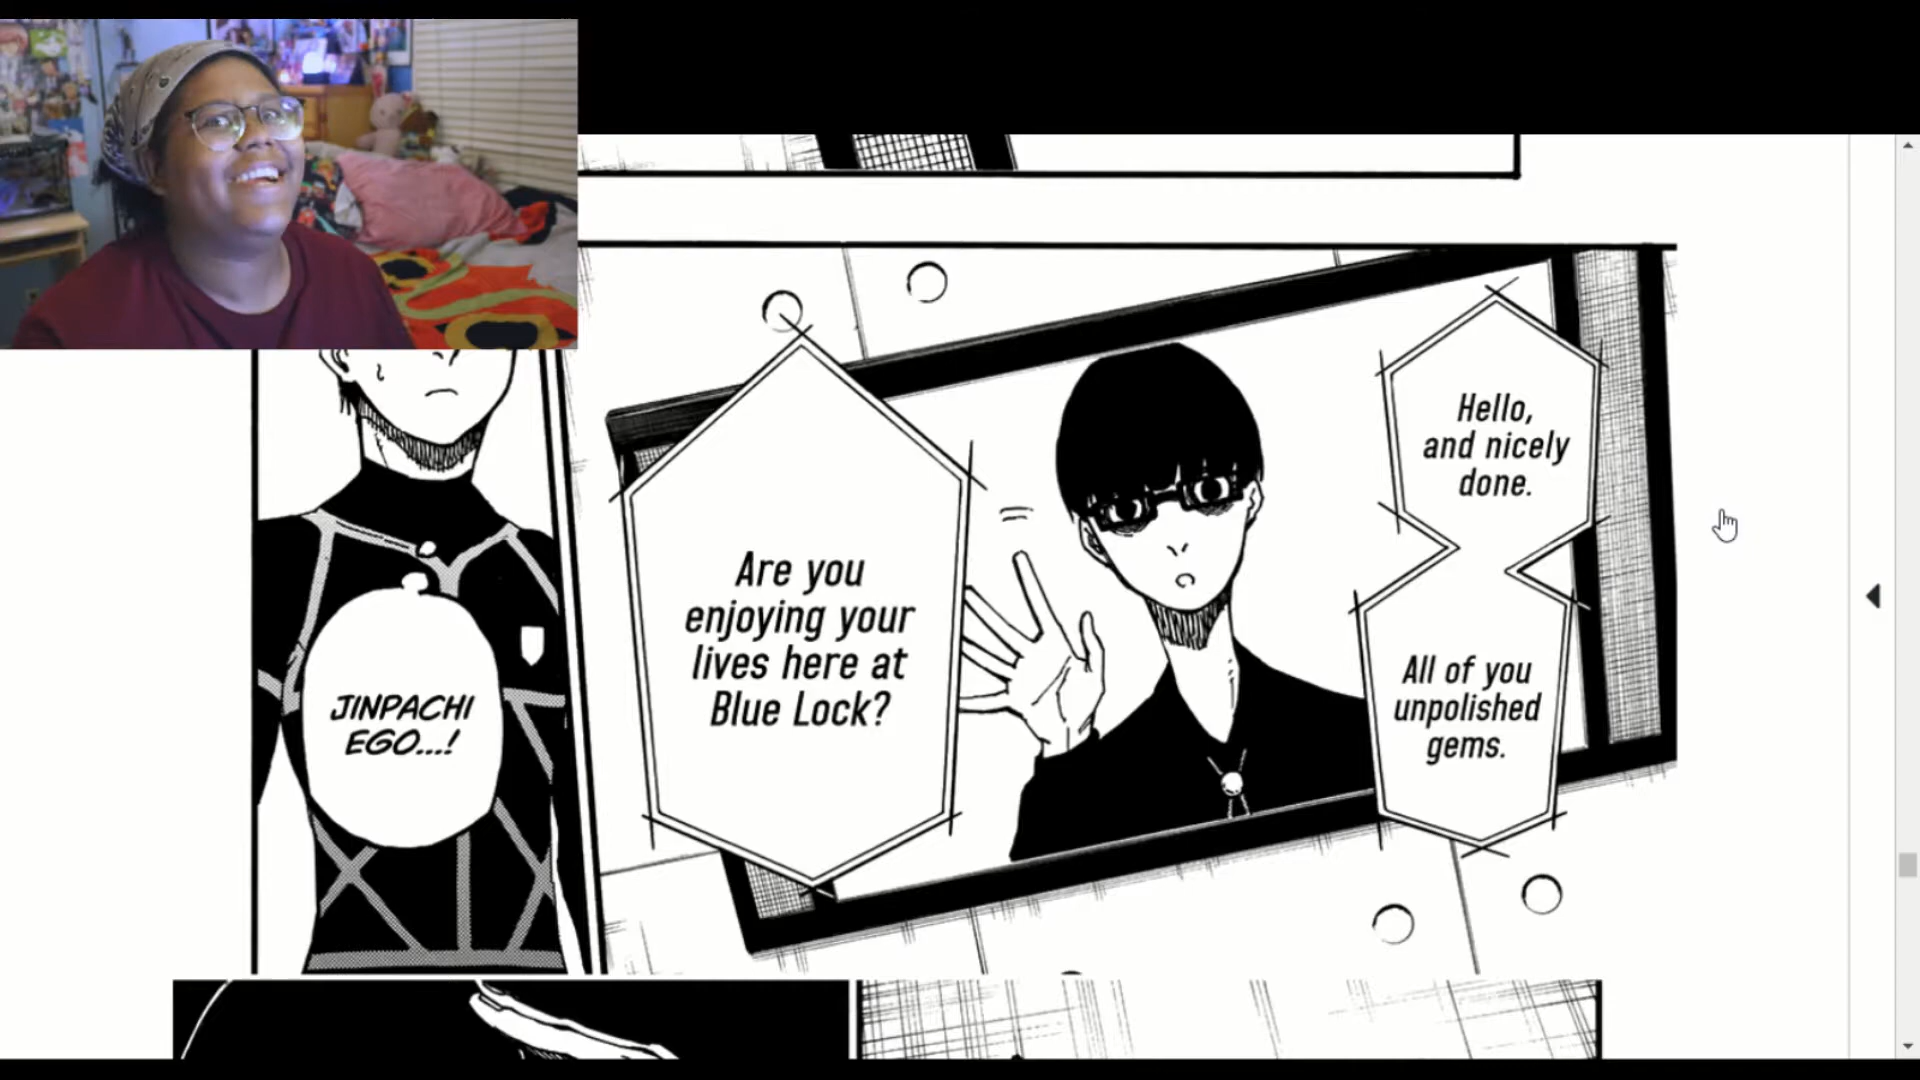 Hello,
and nicely
done.
All of you
unpolished
gems.
Are you
enjoying your
lives here at
Blue Lock?
JINPACHI
EGO...!